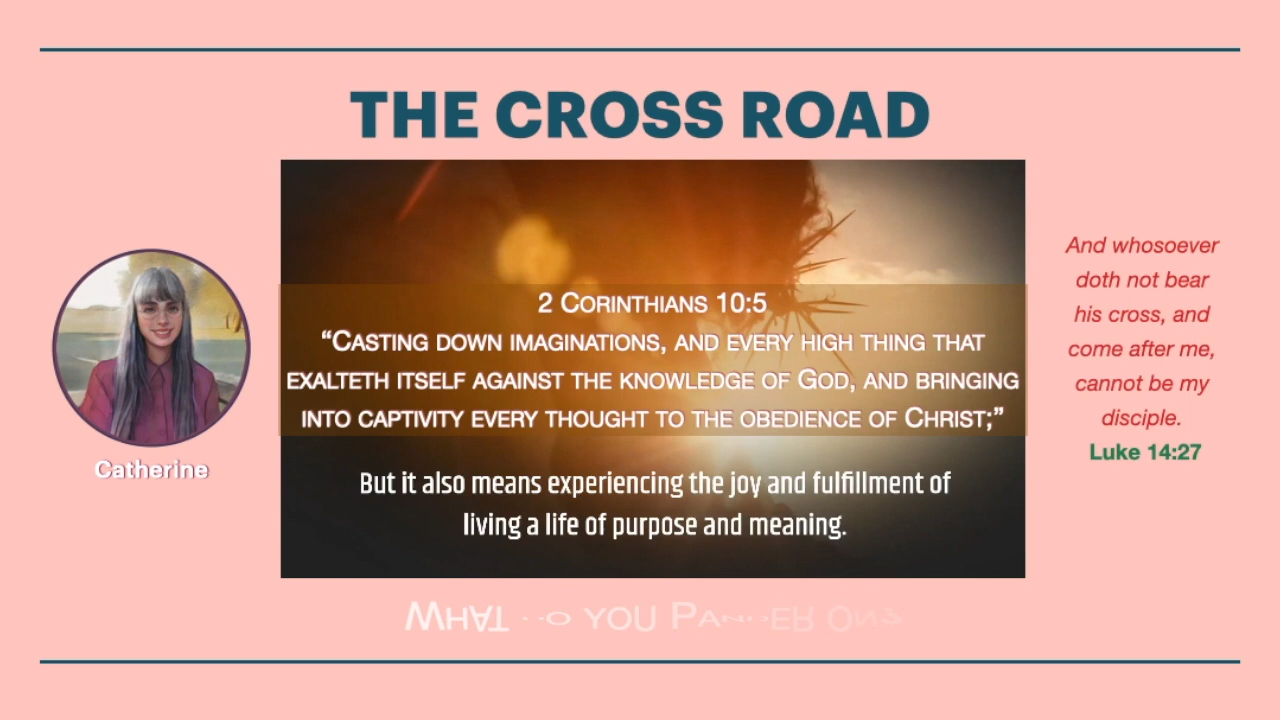 THE CROSS ROAD
2 CORINTHIANS 10:5
“CASTING DOWN IMAGINATIONS, AND EVERY HIGH THING THAT
EXALTETH ITSELF AGAINST THE KNOWLEDGE OF GOD, AND BRINGING
INTO CAPTIVITY EVERY THOUGHT TO THE OBEDIENCE OF CHRIST;”
But it also means experiencing the joy and fulfillment of
living a life of purpose and meaning.
Catherine
And whosoever
doth not bear
his cross, and
come after me,
cannot be my
disciple.
Luke 14:27
WHAT YOU